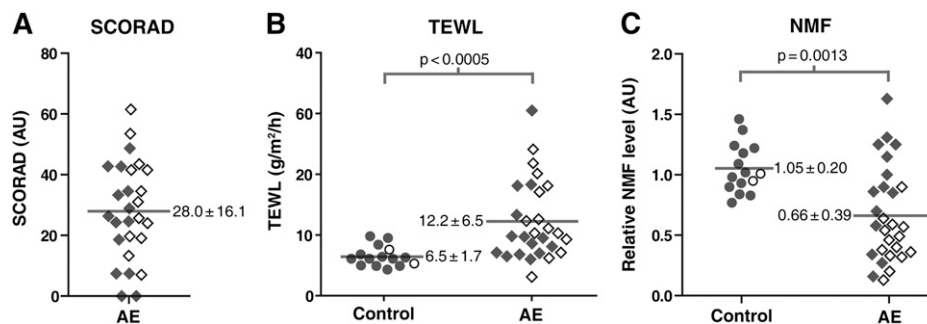 A
SCORAD
SCORAD (AU)
80
60
40
20
0
28.0 ± 16.1
AE
B
TEWL
TEWL (g/m²/h)
40
60
20
10
0
p < 0.0005
12.2 ± 6.5
6.5 ± 1.7
Control
AE
C
NMF
Relative NMF level (AU)
2.0
1.5
1.0
0.5
0.0
p = 0.0013
1.05 ± 0.20
0.66 ± 0.39
Control
AE